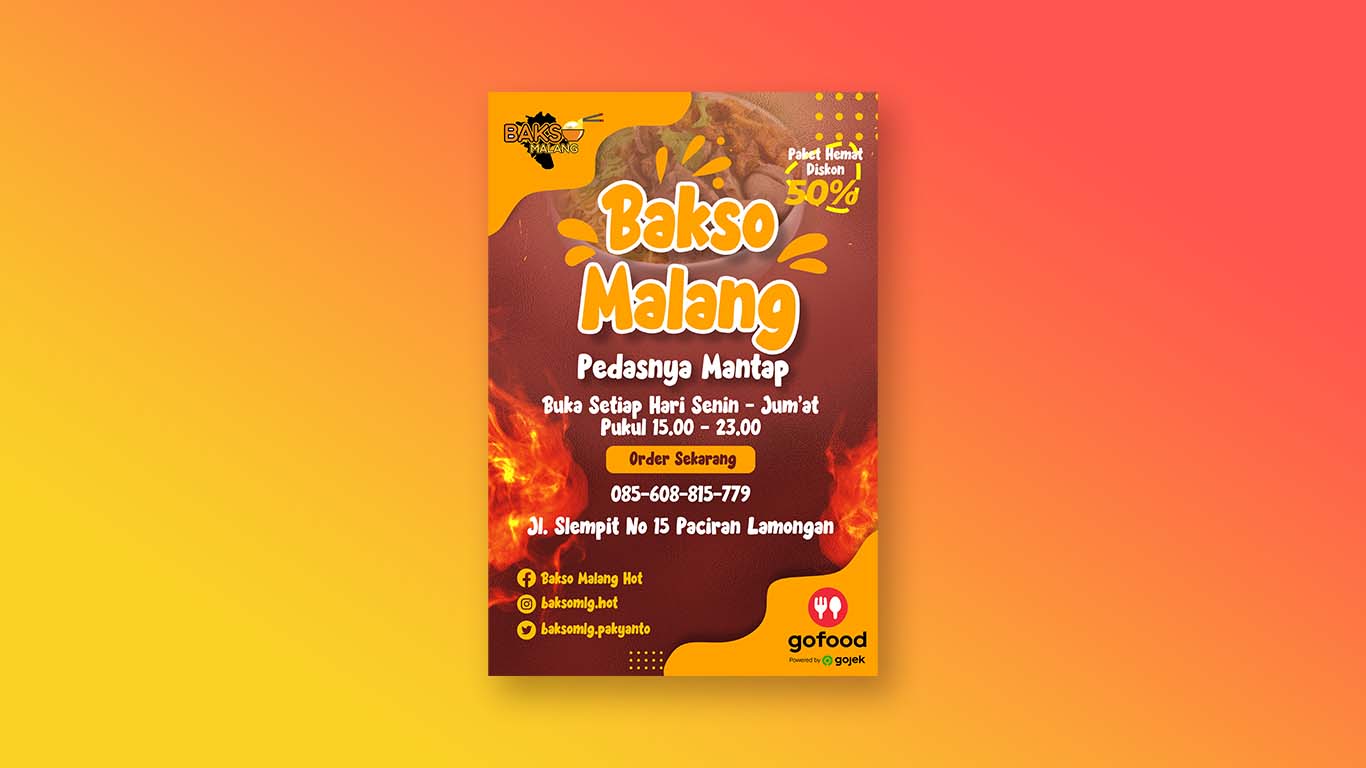 BAKSO
MALANG
Paket Hemat
Diskon
50%
Bakso
Malang
Pedasnya Mantap
Buka Setiap Hari Senin - Jum'at
Pukul 15.00 - 23.00
Order Sekarang
085-608-815-779
Jl. Slempit No 15 Paciran Lamongan
Bakso Malang Hot
baksomlg.hot
baksomlg.pakyanto
gofood
Powered by gojek